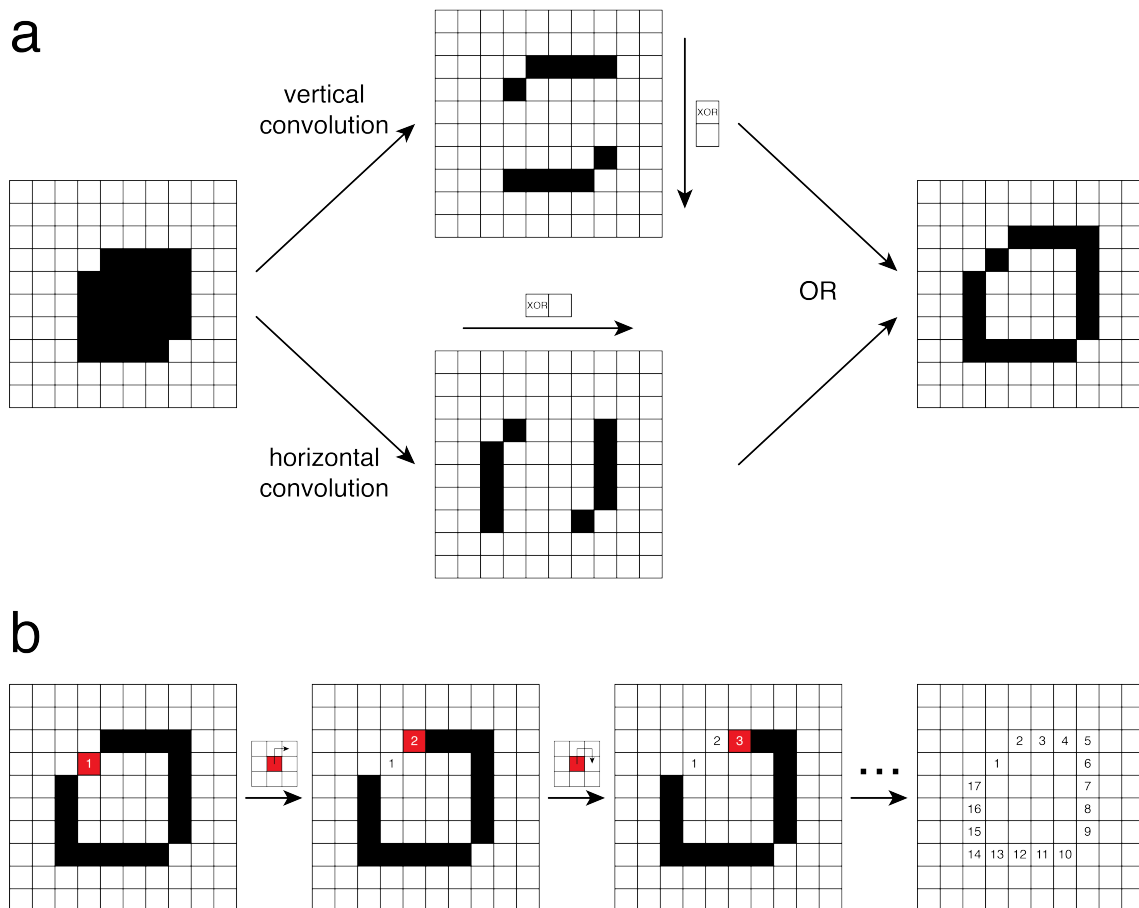 a
vertical
convolution
XOR
OR
XOR
horizontal
convolution
b
1
2
1
2 3
1
...
2 3 4 5
1 6
17 7
16 8
15 9
14 13 12 11 10